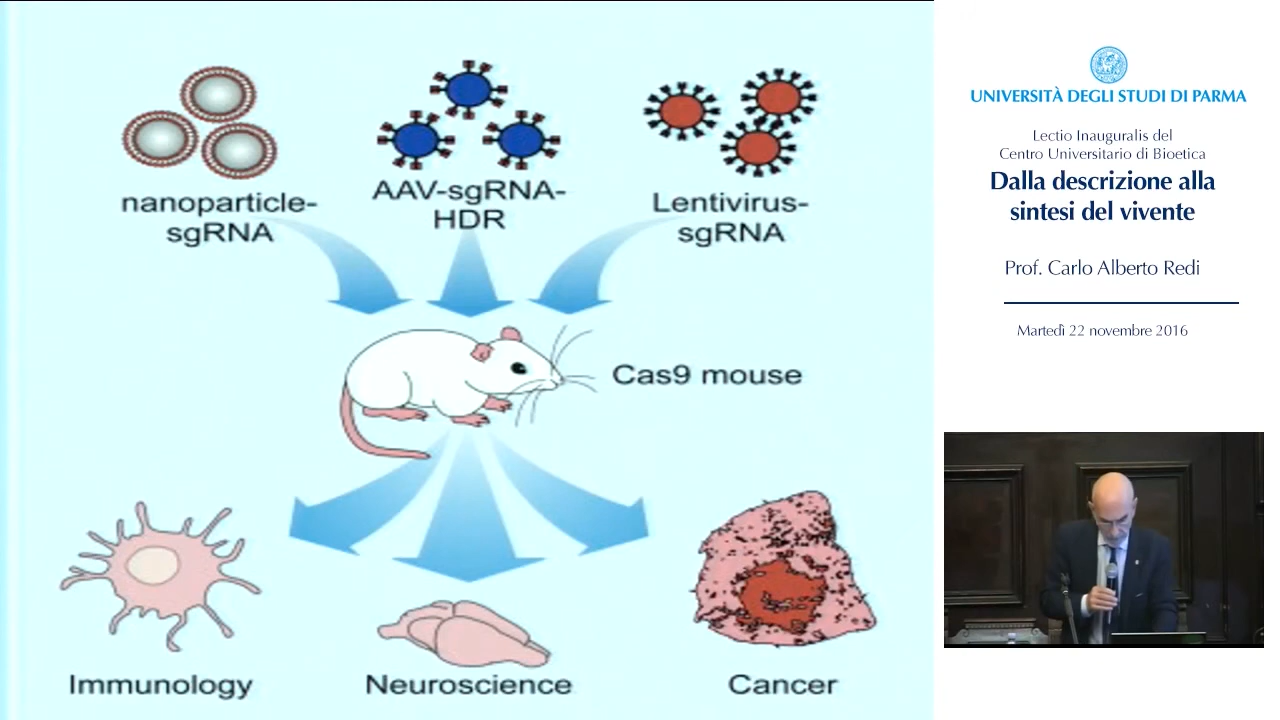 nanoparticle-
sgRNA
AAV-sgRNA-
HDR
Lentivirus-
sgRNA
Cas9 mouse
Immunology
Neuroscience
Cancer
UNIVERSITÀ DEGLI STUDI DI PARMA
Lectio Inauguralis del
Centro Universitario di Bioetica
Dalla descrizione alla
sintesi del vivente
Prof. Carlo Alberto Redi
Martedì 22 novembre 2016